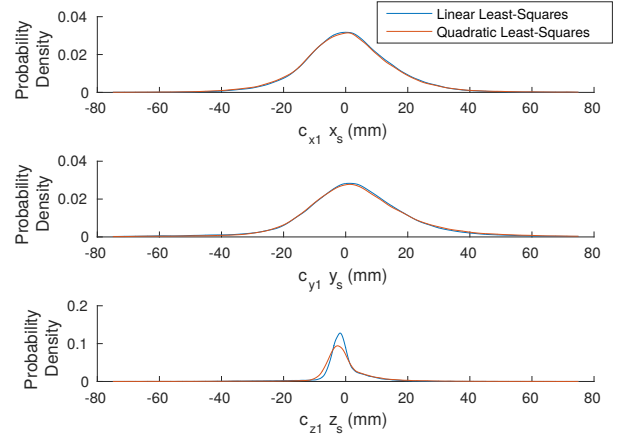 Linear Least-Squares
Quadratic Least-Squares
Probability
Density
0.04
0.02
0
-80 -60 -40 -20 0 20 40 60 80
c_x1 x_s (mm)
Probability
Density
0.04
0.02
0
-80 -60 -40 -20 0 20 40 60 80
c_y1 y_s (mm)
Probability
Density
0.2
0.1
0
-80 -60 -40 -20 0 20 40 60 80
c_z1 z_s (mm)